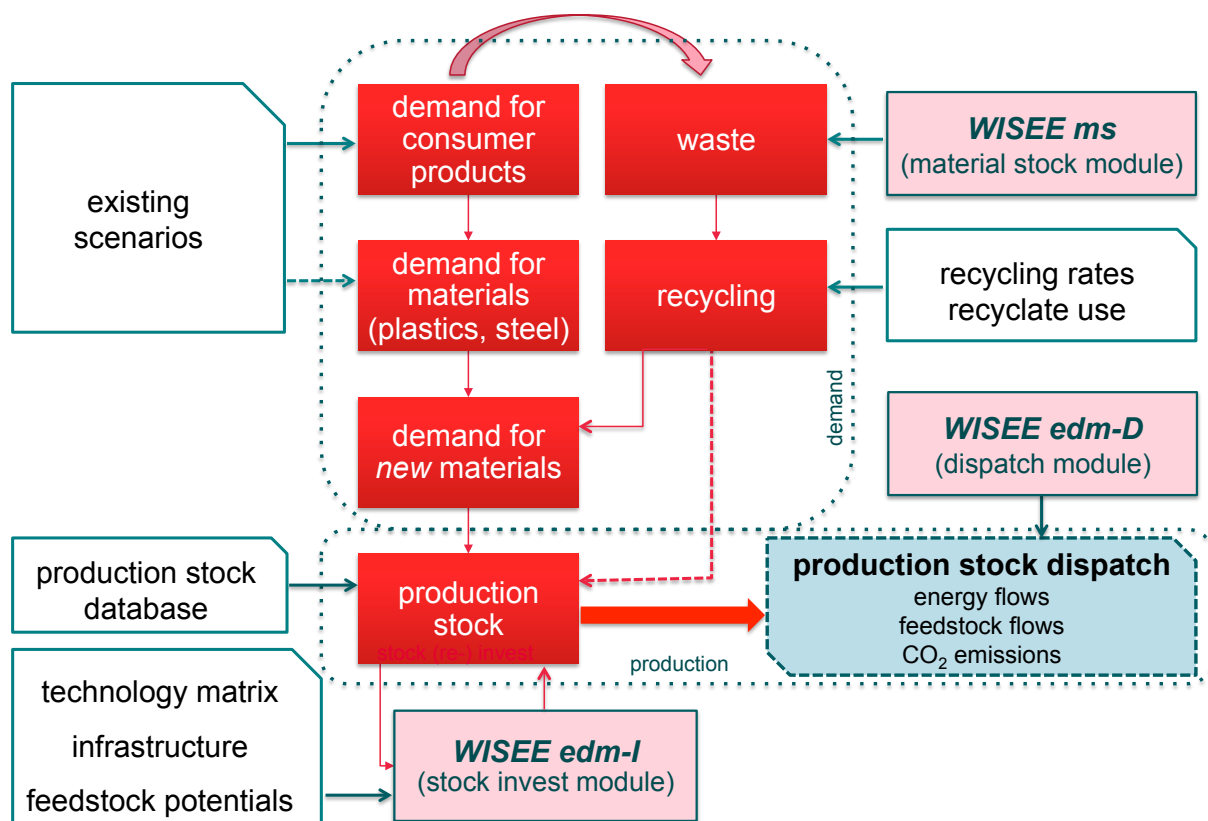 existing
scenarios
demand for
consumer
products
waste
WISEE ms
(material stock module)
demand for
materials
(plastics, steel)
recycling
recycling rates
recyclate use
demand for
new materials
demand
WISEE edm-D
(dispatch module)
production stock
database
production
stock
stock (re-) invest
production
production stock dispatch
energy flows
feedstock flows
CO₂ emissions
technology matrix
infrastructure
feedstock potentials
WISEE edm-I
(stock invest module)